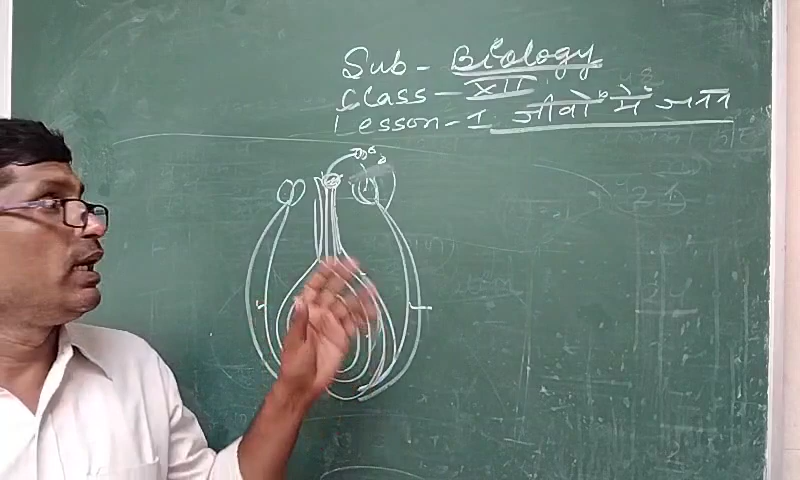 Sub - Biology
Class - XII
Lesson - 1 जीवों में जनन